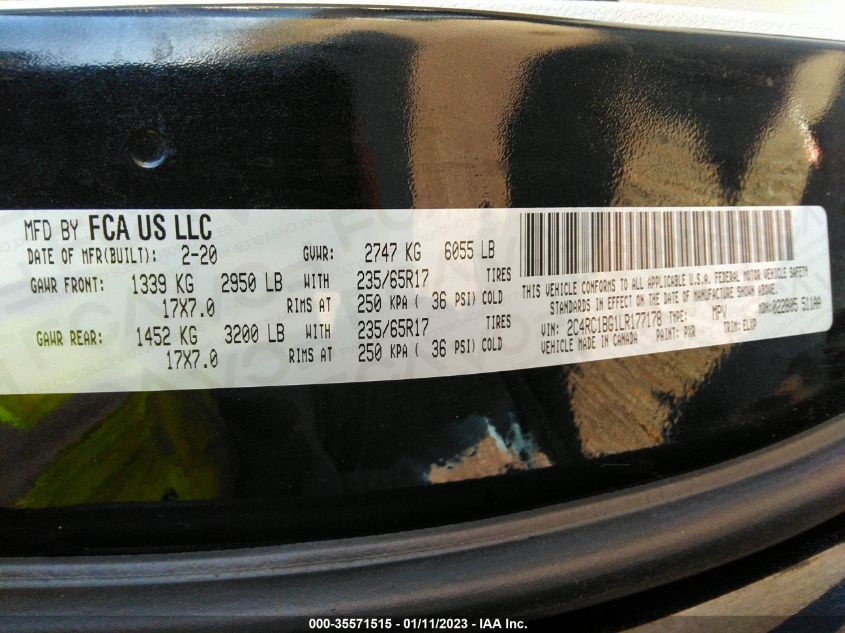 MFD BY FCA US LLC
DATE OF MFR(BUILT): 2-20 GVWR: 2747 KG 6055 LB
GAWR FRONT: 1339 KG 2950 LB WITH 235/65R17 TIRES
17X7.0 RIMS AT 250 KPA ( 36 PSI) COLD
GAWR REAR: 1452 KG 3200 LB WITH 235/65R17 TIRES
17X7.0 RIMS AT 250 KPA ( 36 PSI) COLD
THIS VEHICLE CONFORMS TO ALL APPLICABLE U.S.A. FEDERAL MOTOR VEHICLE SAFETY
STANDARDS IN EFFECT ON THE DATE OF MANUFACTURE SHOWN ABOVE.
VIN: 2C4RC1BG1LR177178 TYPE: MPV
VEHICLE MADE IN CANADA PAINT: PXR TRIM:
000-35571515 - 01/11/2023 - © IAA Inc.